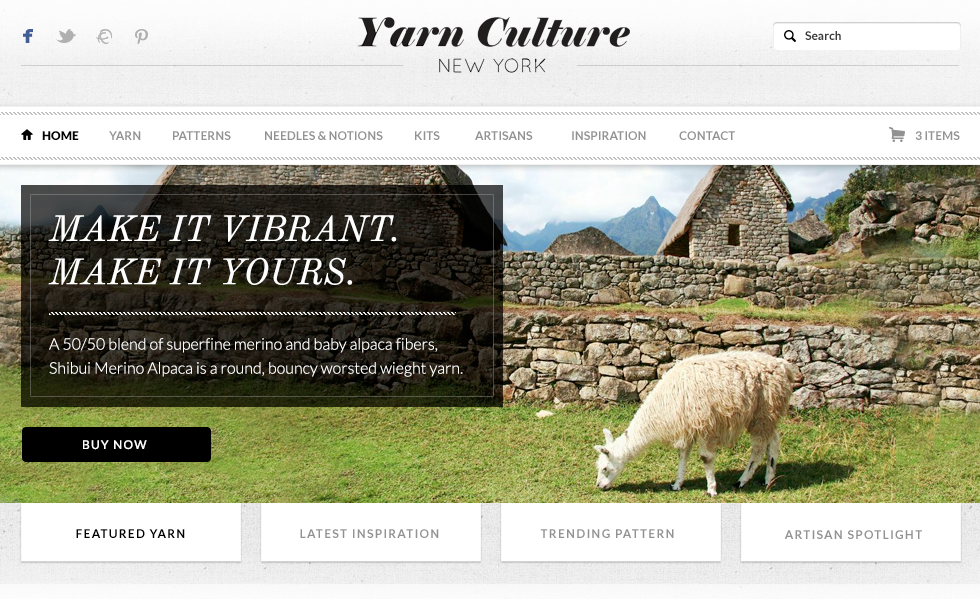 Yarn Culture
NEW YORK
Search
HOME YARN PATTERNS NEEDLES & NOTIONS KITS ARTISANS INSPIRATION CONTACT 3 ITEMS
MAKE IT VIBRANT.
MAKE IT YOURS.
A 50/50 blend of superfine merino and baby alpaca fibers,
Shibui Merino Alpaca is a round, bouncy worsted wieght yarn.
BUY NOW
FEATURED YARN LATEST INSPIRATION TRENDING PATTERN ARTISAN SPOTLIGHT